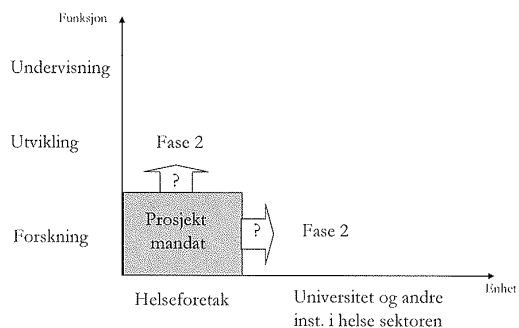 Funksjon
Undervisning
Utvikling
Fase 2
?
Forskning
Prosjekt
mandat
?
Fase 2
Enhet
Helseforetak
Universitet og andre
inst. i helse sektoren